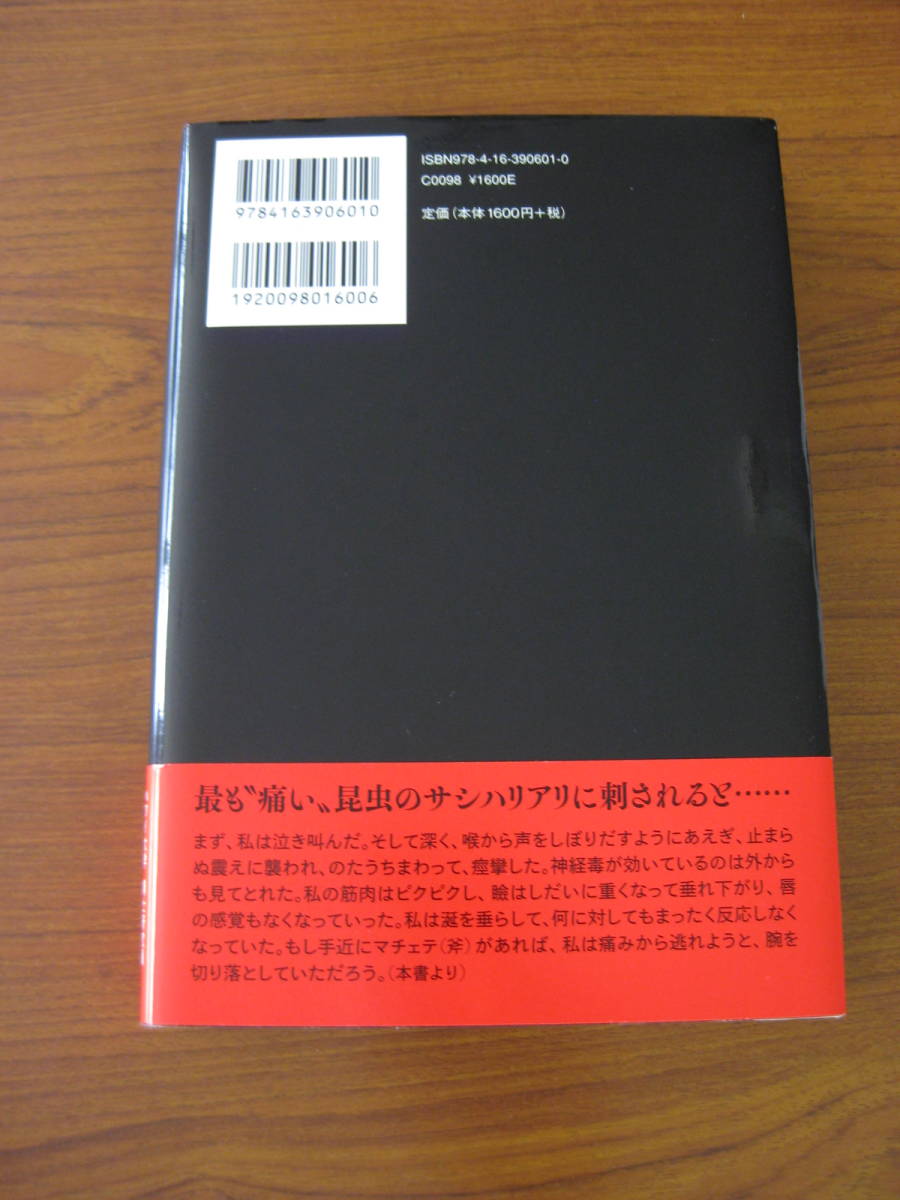 ISBN978-4-16-390601-0
C0098 ¥1600E
定価(本体1600円+税)
9784163906010
1920098016006
最も〝痛い〟昆虫のサシハリアリに刺されると……
まず、私は泣き叫んだ。そして深く、喉から声をしぼりだすようにあえぎ、止まら
ぬ震えに襲われ、のたうちまわって、痙攣した。神経毒が効いているのは外から
も見てとれた。私の筋肉はピクピクし、瞼はしだいに重くなって垂れ下がり、唇
の感覚もなくなっていった。私は涎を垂らして、何に対してもまったく反応しなく
なっていた。もし手近にマチェテ(斧)があれば、私は痛みから逃れようと、腕を
切り落としていただろう。(本書より)